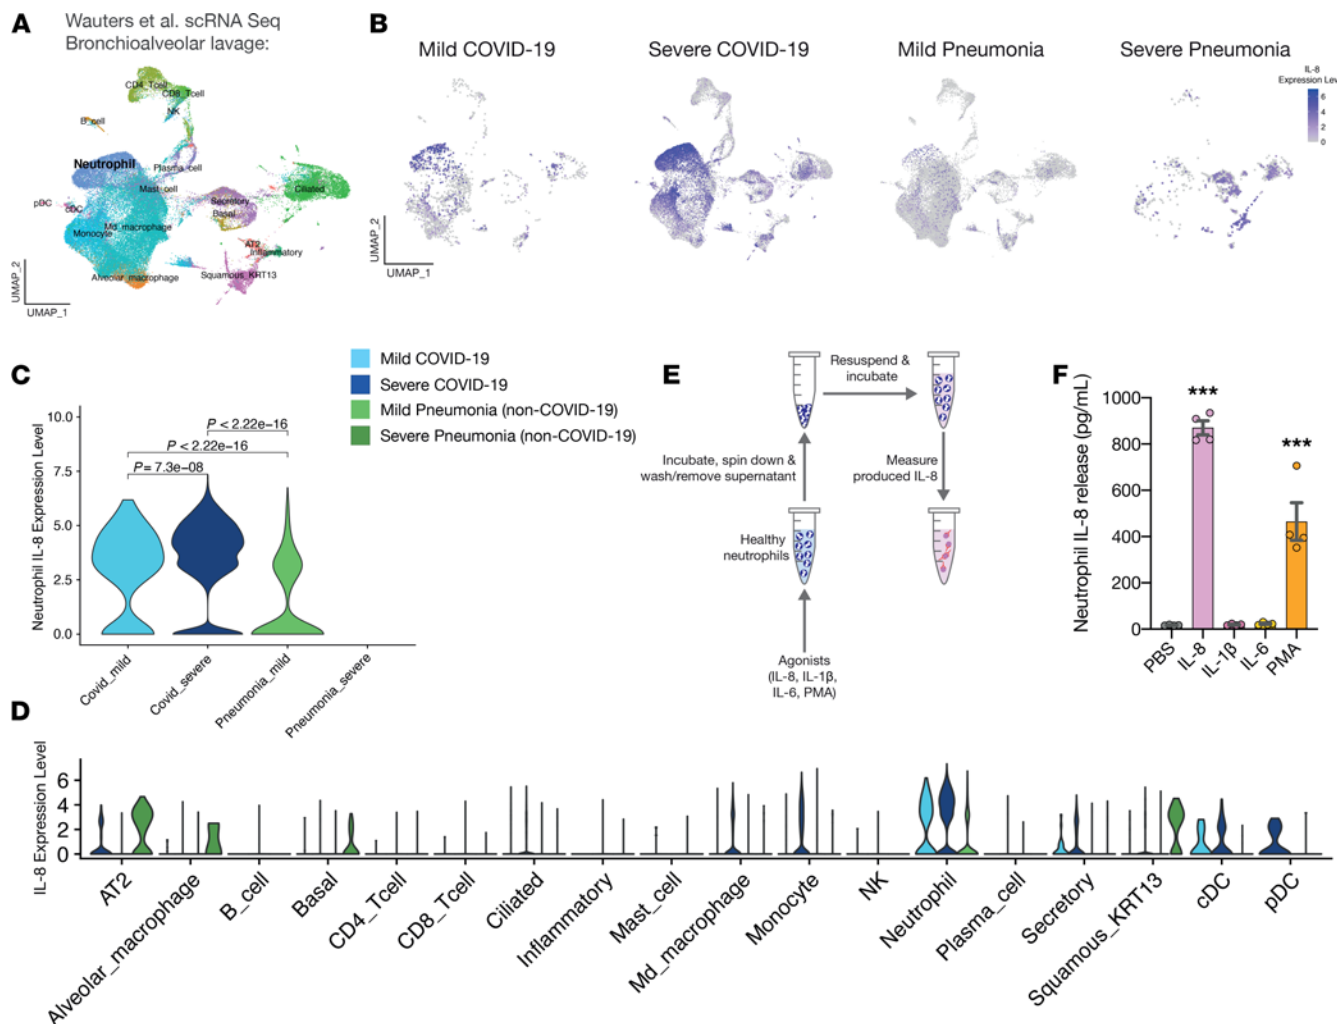 A
Wauters et al. scRNA Seq
Bronchioalveolar lavage:
CD4_Tcell
CD8_Tcell
NK
B_cell
Neutrophil
Plasma_cell
Mast_cell
pDC
cDC
Secretory
Basal
Ciliated
Monocyte
Md_macrophage
AT2
Inflammatory
Alveolar_macrophage
Squamous_KRT13
UMAP_2
UMAP_1
B
Mild COVID-19
Severe COVID-19
Mild Pneumonia
Severe Pneumonia
IL-8
Expression Leve
6
4
2
0
UMAP_2
UMAP_1
C
Mild COVID-19
Severe COVID-19
Mild Pneumonia (non-COVID-19)
Severe Pneumonia (non-COVID-19)
Neutrophil IL-8 Expression Level
10.0
7.5
5.0
2.5
0.0
P < 2.22e−16
P < 2.22e−16
P = 7.3e−08
Covid_mild
Covid_severe
Pneumonia_mild
Pneumonia_severe
E
Resuspend &
incubate
Incubate, spin down &
wash/remove supernatant
Measure
produced IL-8
Healthy
neutrophils
Agonists
(IL-8, IL-1β,
IL-6, PMA)
F
Neutrophil IL-8 release (pg/mL)
1000
800
600
400
200
0
***
***
PBS
IL-8
IL-1β
IL-6
PMA
D
IL-8 Expression Level
6
4
2
0
AT2
Alveolar_macrophage
B_cell
Basal
CD4_Tcell
CD8_Tcell
Ciliated
Inflammatory
Mast_cell
Md_macrophage
Monocyte
NK
Neutrophil
Plasma_cell
Secretory
Squamous_KRT13
cDC
pDC